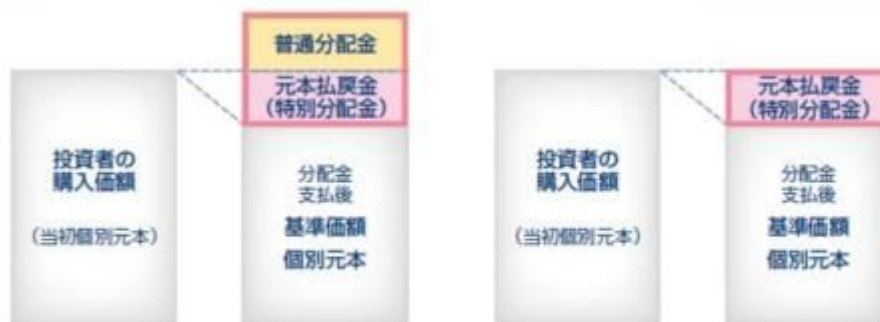 普通分配金
元本払戻金
(特別分配金)
投資者の
購入価額
(当初個別元本)
分配金
支払後
基準価額
個別元本
元本払戻金
(特別分配金)
投資者の
購入価額
(当初個別元本)
分配金
支払後
基準価額
個別元本